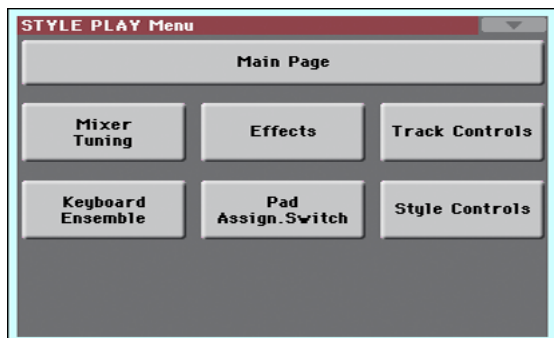 STYLE PLAY Menu
Main Page
Mixer
Tuning
Effects
Track Controls
Keyboard
Ensemble
Pad
Assign.Switch
Style Controls